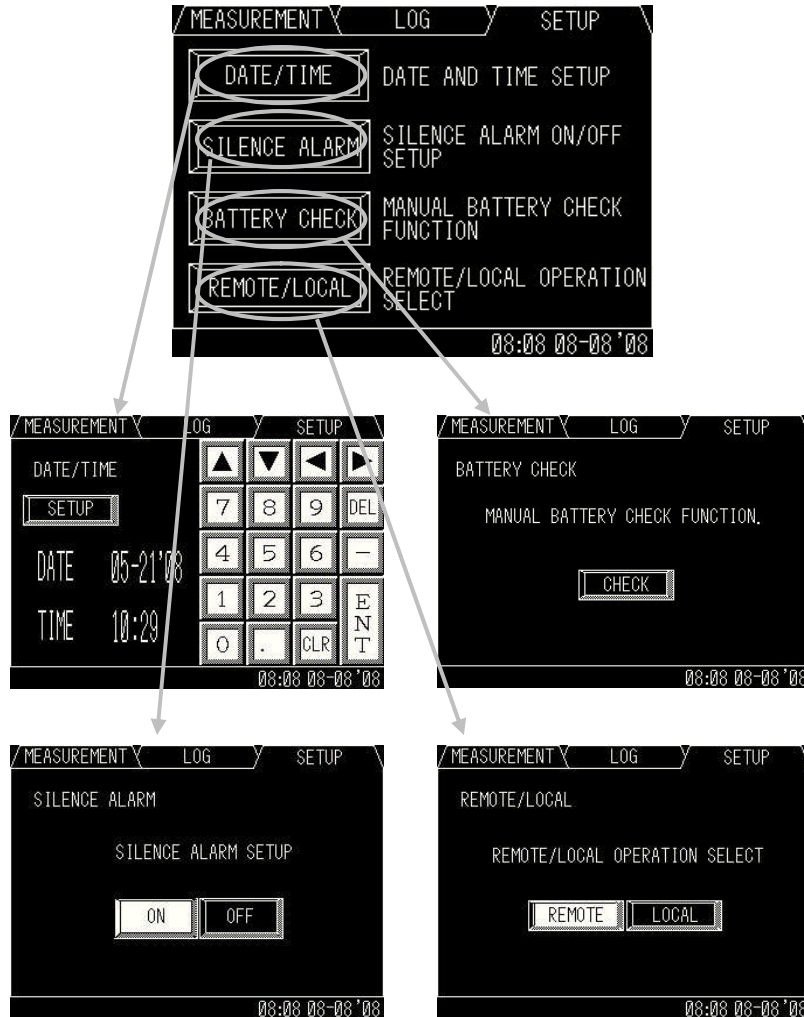 MEASUREMENT LOG SETUP
DATE/TIME DATE AND TIME SETUP
SILENCE ALARM SILENCE ALARM ON/OFF
SETUP
BATTERY CHECK MANUAL BATTERY CHECK
FUNCTION
REMOTE/LOCAL REMOTE/LOCAL OPERATION
SELECT
08:08 08-08'08
MEASUREMENT LOG SETUP
DATE/TIME
SETUP
7 8 9 DEL
DATE 05-21'08
4 5 6 -
TIME 10:29
1 2 3 ENT
0 . CLR
08:08 08-08'08
MEASUREMENT LOG SETUP
BATTERY CHECK
MANUAL BATTERY CHECK FUNCTION.
CHECK
08:08 08-08'08
MEASUREMENT LOG SETUP
SILENCE ALARM
SILENCE ALARM SETUP
ON OFF
08:08 08-08'08
MEASUREMENT LOG SETUP
REMOTE/LOCAL
REMOTE/LOCAL OPERATION SELECT
REMOTE LOCAL
08:08 08-08'08